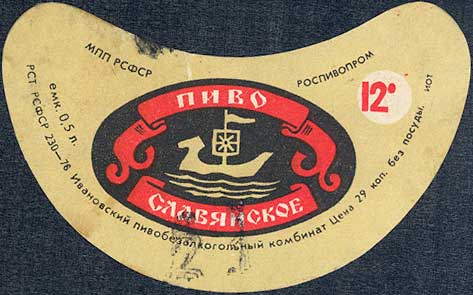 МПП РСФСР
РОСПИВОПРОМ
ПИВО
12°
СЛАВЯНСКОЕ
емк. 0,5 л.
РСТ РСФСР 230—76 Ивановский пивобезалкогольный комбинат Цена 29 коп. без посуды.